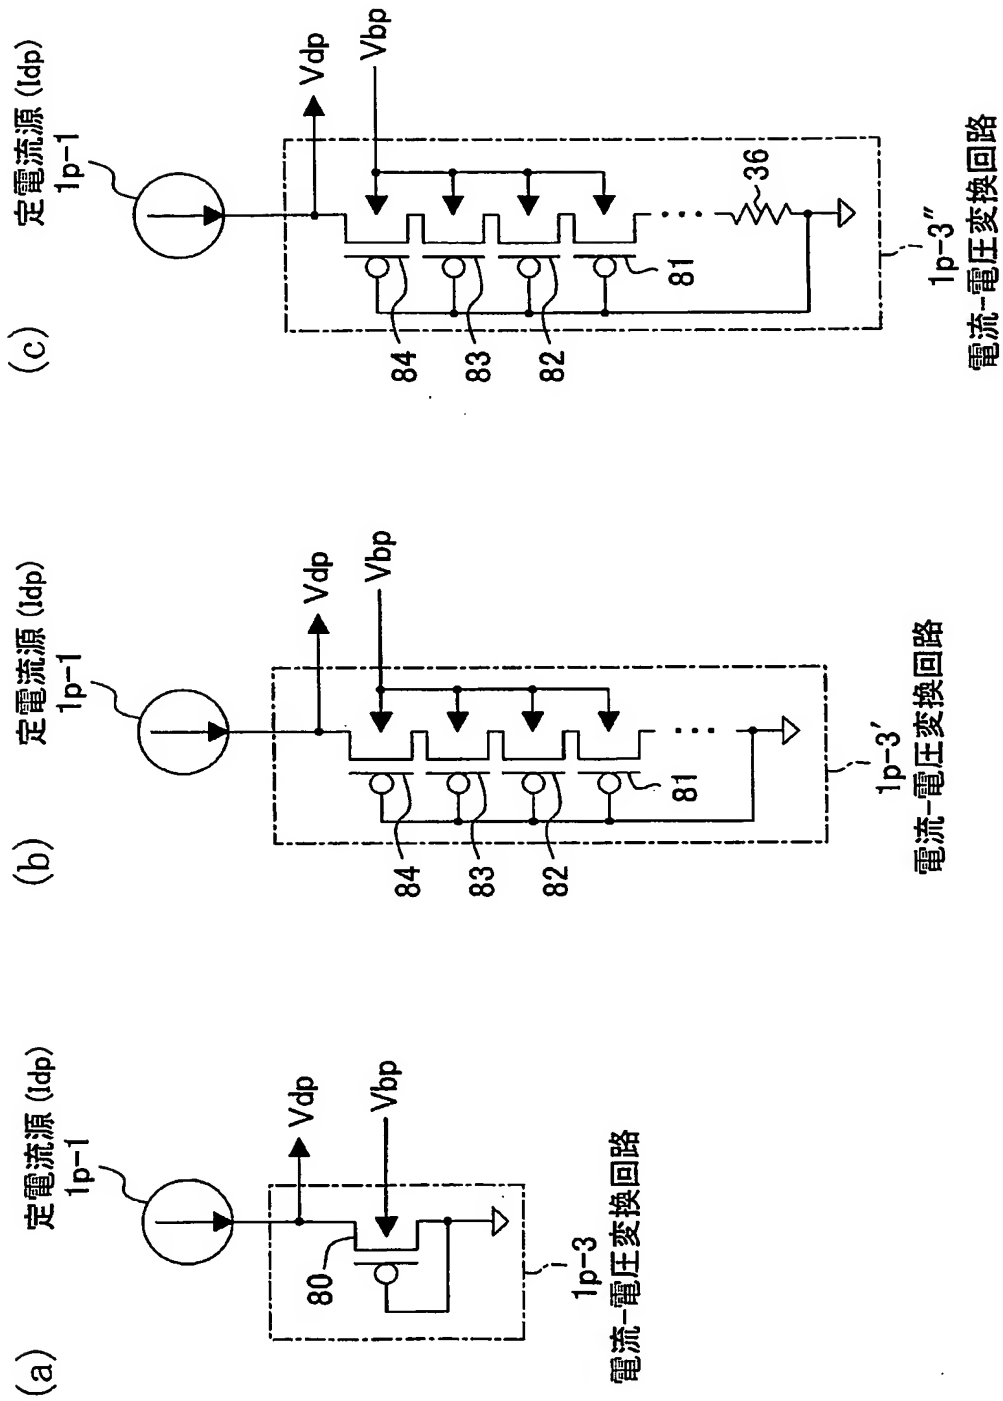 (a)
定電流源 (Idp)
1p-1
Vdp
Vbp
80
1p-3
電流-電圧変換回路
(b)
定電流源 (Idp)
1p-1
Vdp
Vbp
84
83
82
81
1p-3′
電流-電圧変換回路
(c)
定電流源 (Idp)
1p-1
Vdp
Vbp
84
83
82
81
36
1p-3″
電流-電圧変換回路